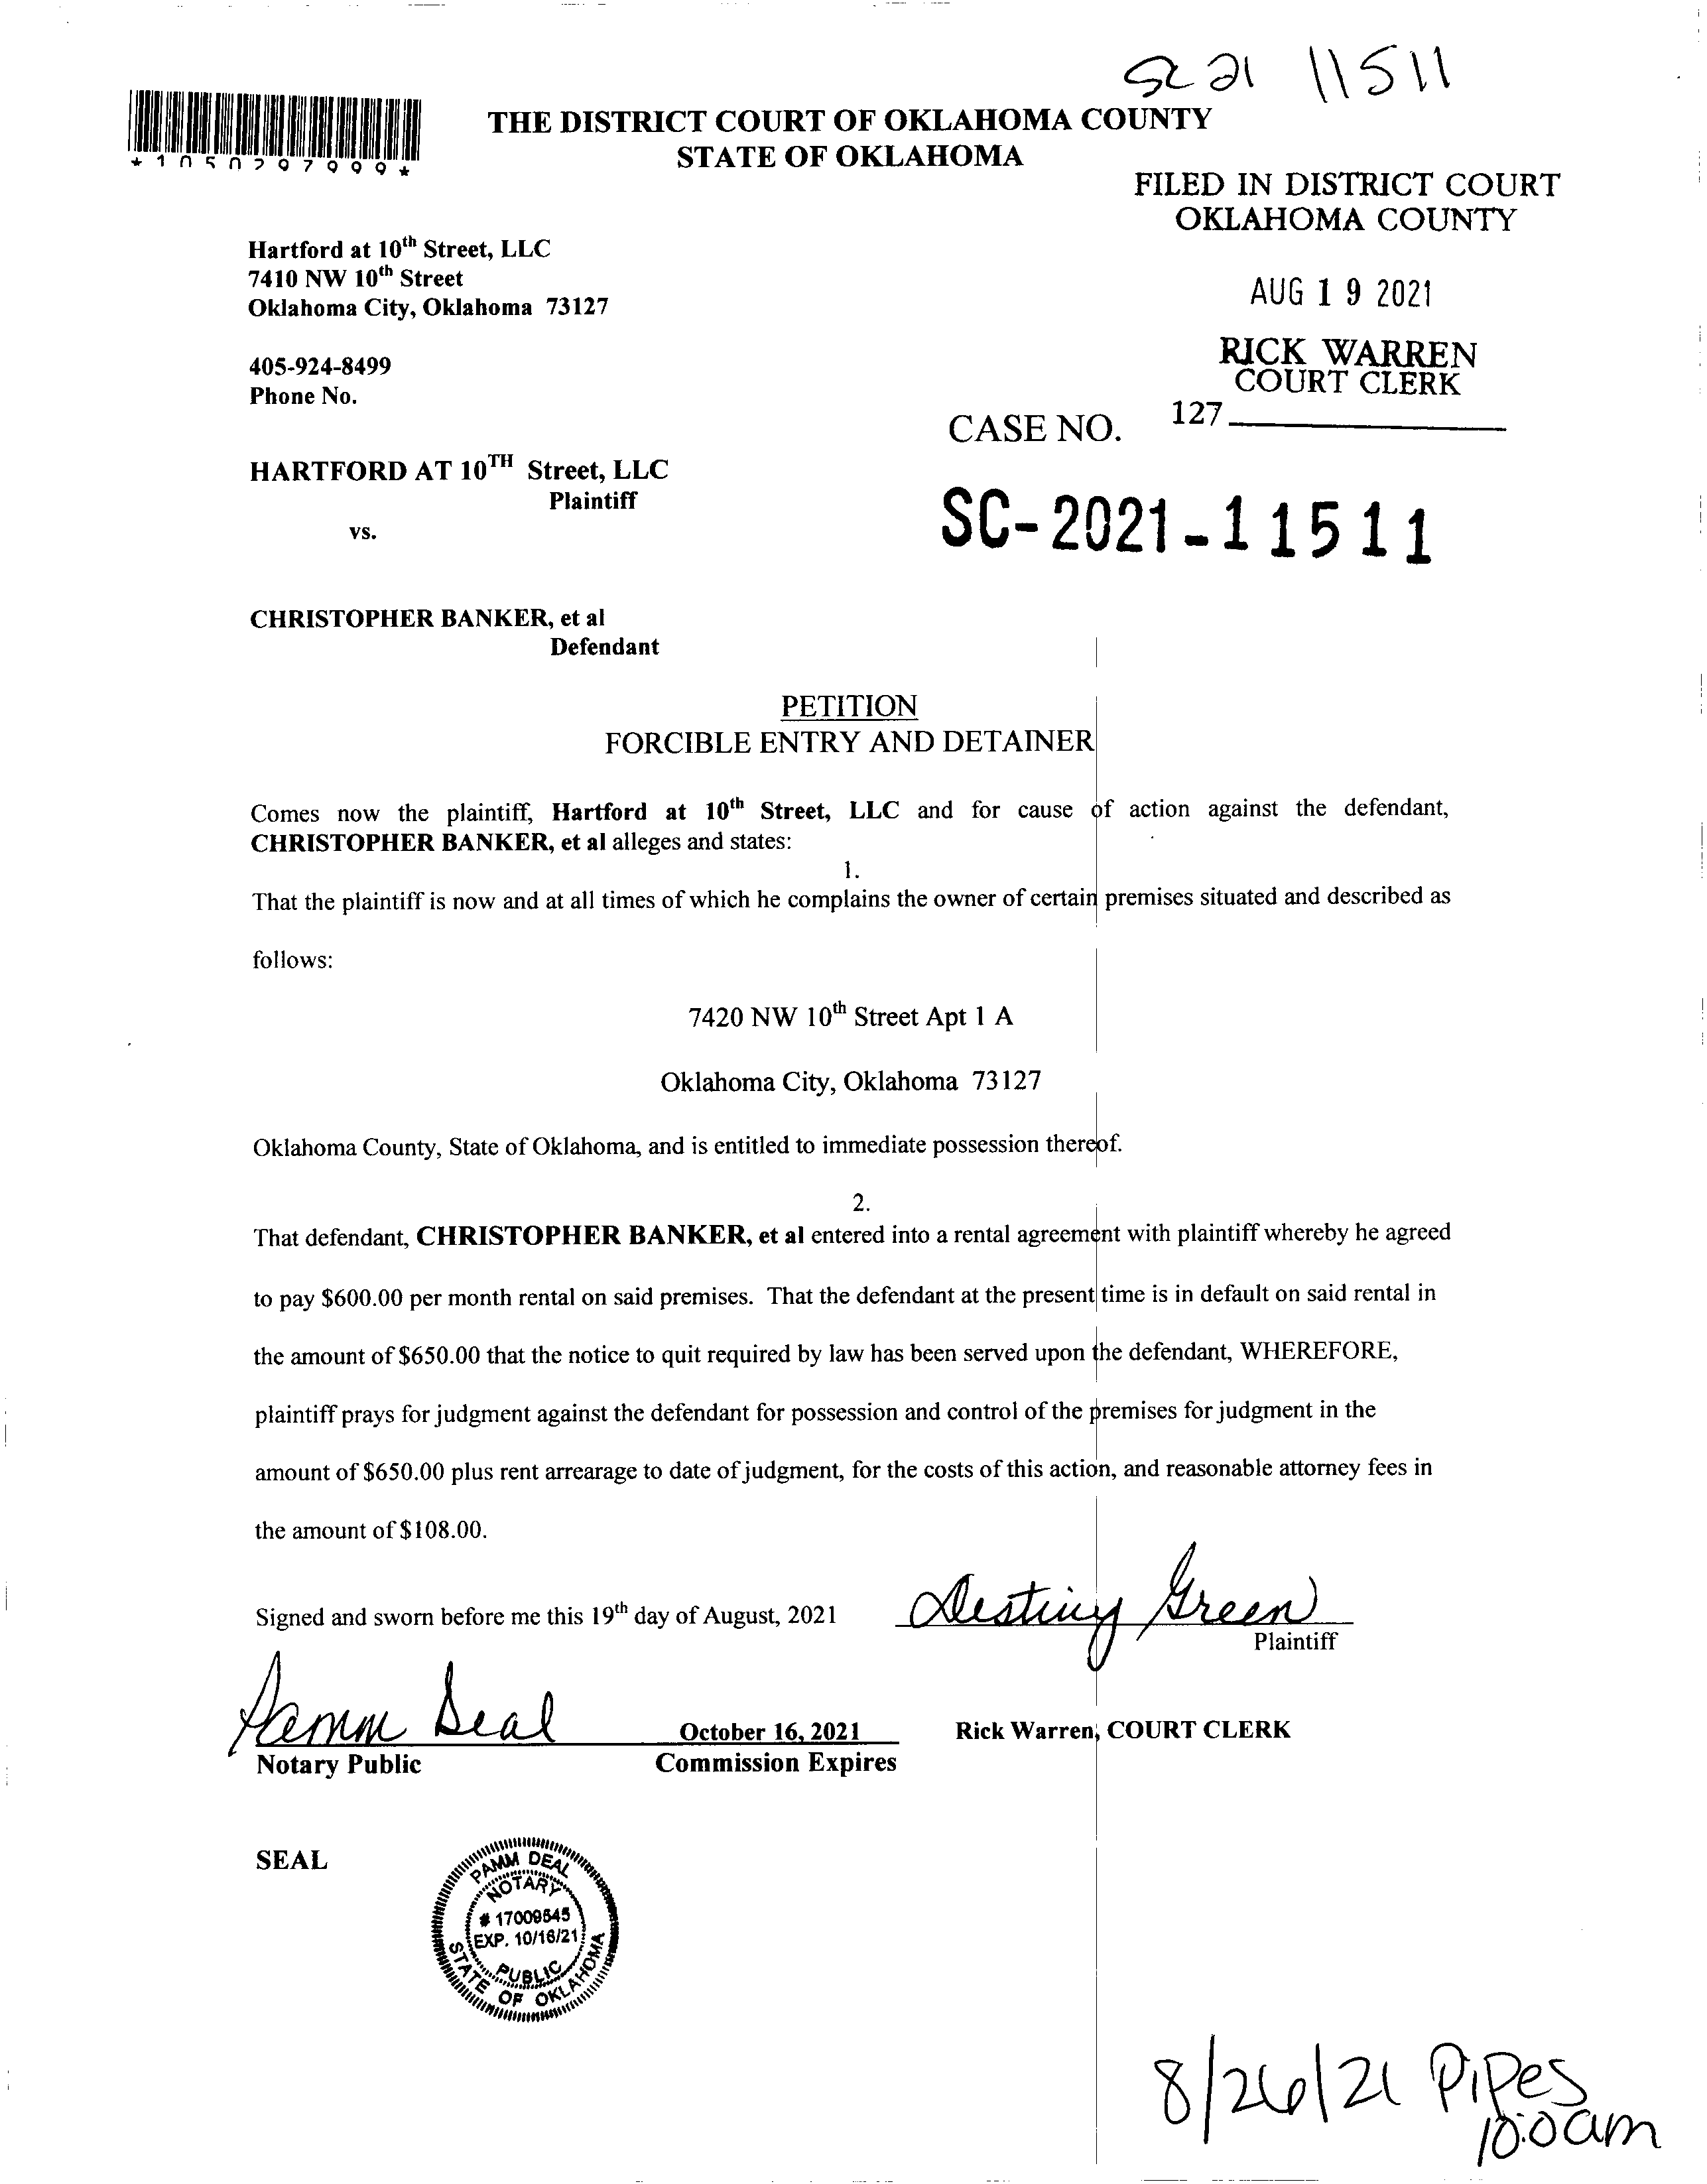 SC 21 11511
*1050297999*
THE DISTRICT COURT OF OKLAHOMA COUNTY
STATE OF OKLAHOMA
FILED IN DISTRICT COURT
OKLAHOMA COUNTY
Hartford at 10th Street, LLC
7410 NW 10th Street
Oklahoma City, Oklahoma 73127
AUG 19 2021
RICK WARREN
COURT CLERK
405-924-8499
Phone No.
127
CASE NO.
HARTFORD AT 10TH Street, LLC
Plaintiff
vs.
SC-2021-11511
CHRISTOPHER BANKER, et al
Defendant
PETITION
FORCIBLE ENTRY AND DETAINER
Comes now the plaintiff, Hartford at 10th Street, LLC and for cause of action against the defendant,
CHRISTOPHER BANKER, et al alleges and states:
1.
That the plaintiff is now and at all times of which he complains the owner of certain premises situated and described as
follows:
7420 NW 10th Street Apt 1 A
Oklahoma City, Oklahoma 73127
Oklahoma County, State of Oklahoma, and is entitled to immediate possession thereof.
2.
That defendant, CHRISTOPHER BANKER, et al entered into a rental agreement with plaintiff whereby he agreed
to pay $600.00 per month rental on said premises. That the defendant at the present time is in default on said rental in
the amount of $650.00 that the notice to quit required by law has been served upon the defendant, WHEREFORE,
plaintiff prays for judgment against the defendant for possession and control of the premises for judgment in the
amount of $650.00 plus rent arrearage to date of judgment, for the costs of this action, and reasonable attorney fees in
the amount of $108.00.
Signed and sworn before me this 19th day of August, 2021
Destiny Green
Plaintiff
Pamm Deal
October 16, 2021
Rick Warren, COURT CLERK
Notary Public
Commission Expires
SEAL
PAMM DEAL
NOTARY
# 17009545
EXP. 10/16/21
PUBLIC
STATE OF OKLAHOMA
8/26/21 Pipes
10:0am